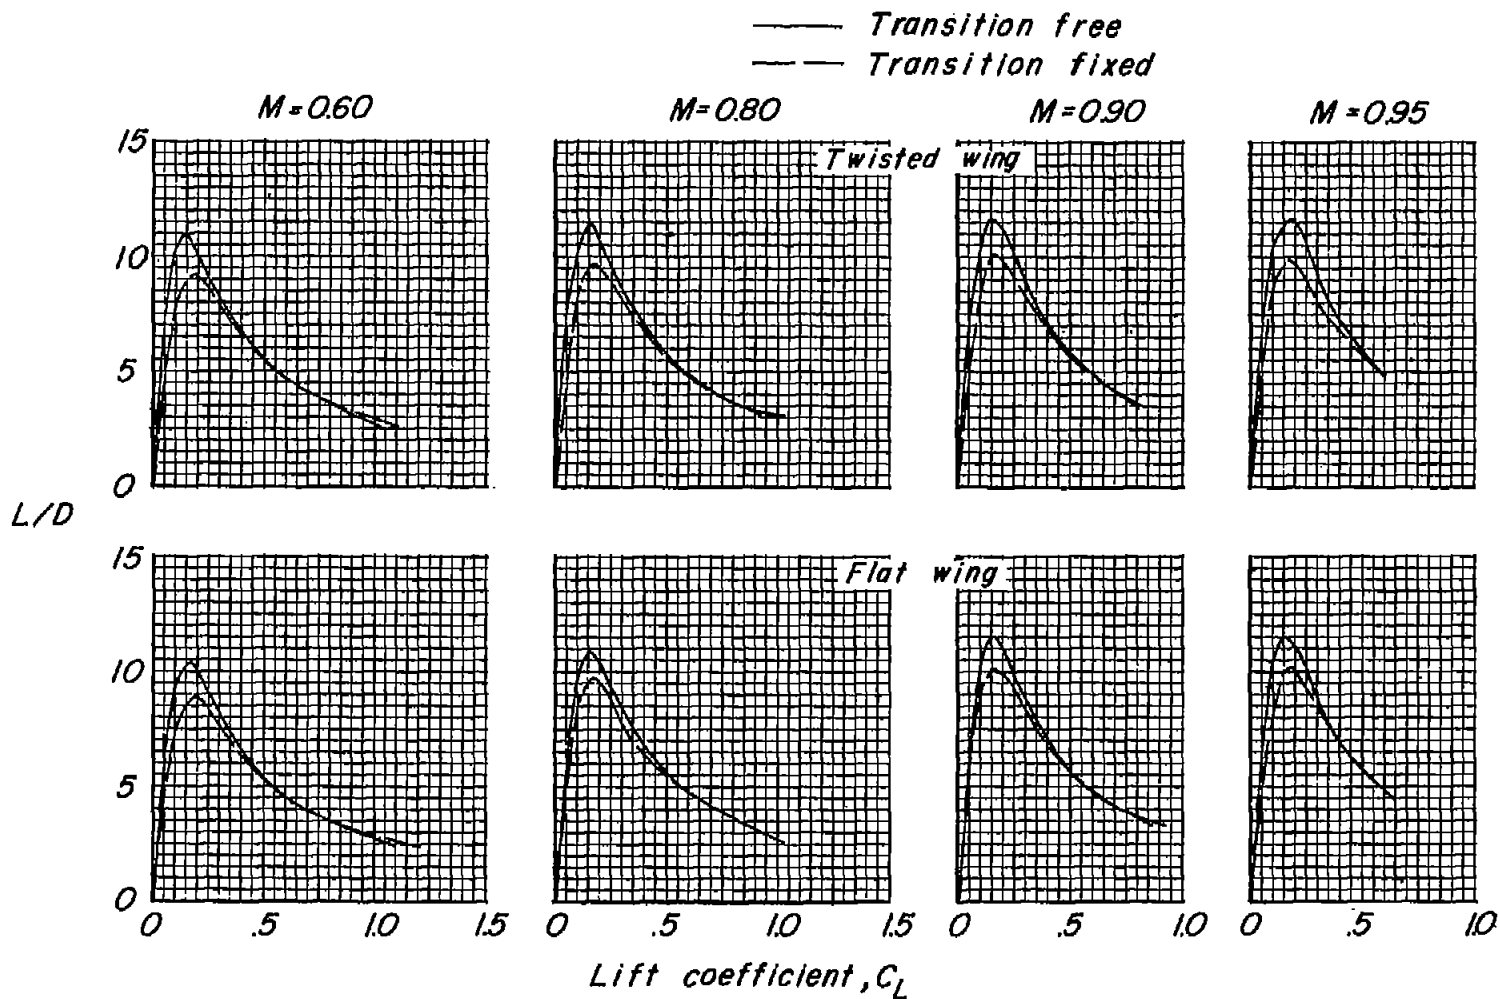 Transition free
Transition fixed
M=0.60
M=0.80
M=0.90
M=0.95
15
Twisted wing
10
5
0
L/D
15
Flat wing
10
5
0
0 .5 1.0 1.5
0 .5 1.0 1.5
0 .5 1.0
0 .5 1.0
Lift coefficient, CL